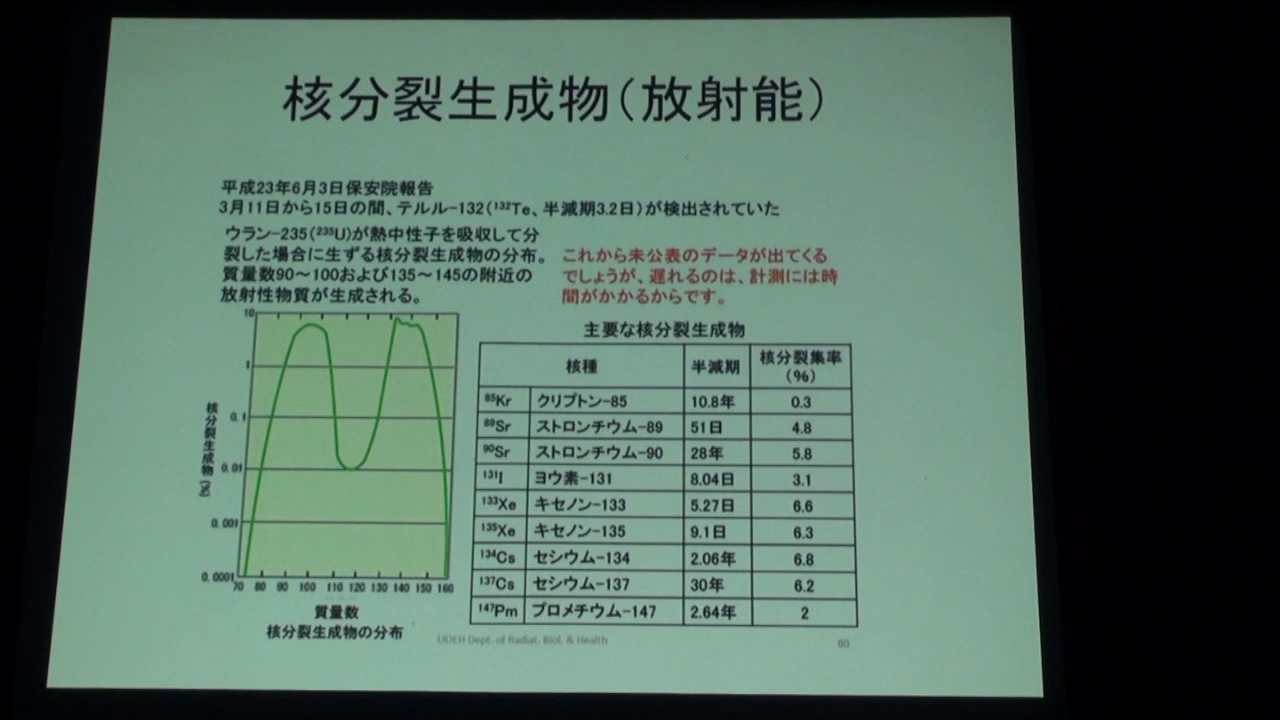 核分裂生成物(放射能)
平成23年6月3日保安院報告
3月11日から15日の間、テルル-132(¹³²Te、半減期3.2日)が検出されていた
ウラン-235(²³⁵U)が熱中性子を吸収して分
裂した場合に生ずる核分裂生成物の分布。
質量数90〜100および135〜145の附近の
放射性物質が生成される。
これから未公表のデータが出てくる
でしょうが、遅れるのは、計測には時
間がかかるからです。
10
1
0.1
0.01
0.001
0.0001
核分裂生成物(%)
70 80 90 100 110 120 130 140 150 160
質量数
核分裂生成物の分布
主要な核分裂生成物
核種 半減期 核分裂集率(%)
⁸⁵Kr クリプトン-85 10.8年 0.3
⁸⁹Sr ストロンチウム-89 51日 4.8
⁹⁰Sr ストロンチウム-90 28年 5.8
¹³¹I ヨウ素-131 8.04日 3.1
¹³³Xe キセノン-133 5.27日 6.6
¹³⁵Xe キセノン-135 9.1日 6.3
¹³⁴Cs セシウム-134 2.06年 6.8
¹³⁷Cs セシウム-137 30年 6.2
¹⁴⁷Pm プロメチウム-147 2.64年 2
UOEH Dept. of Radiat. Biol. & Health
60